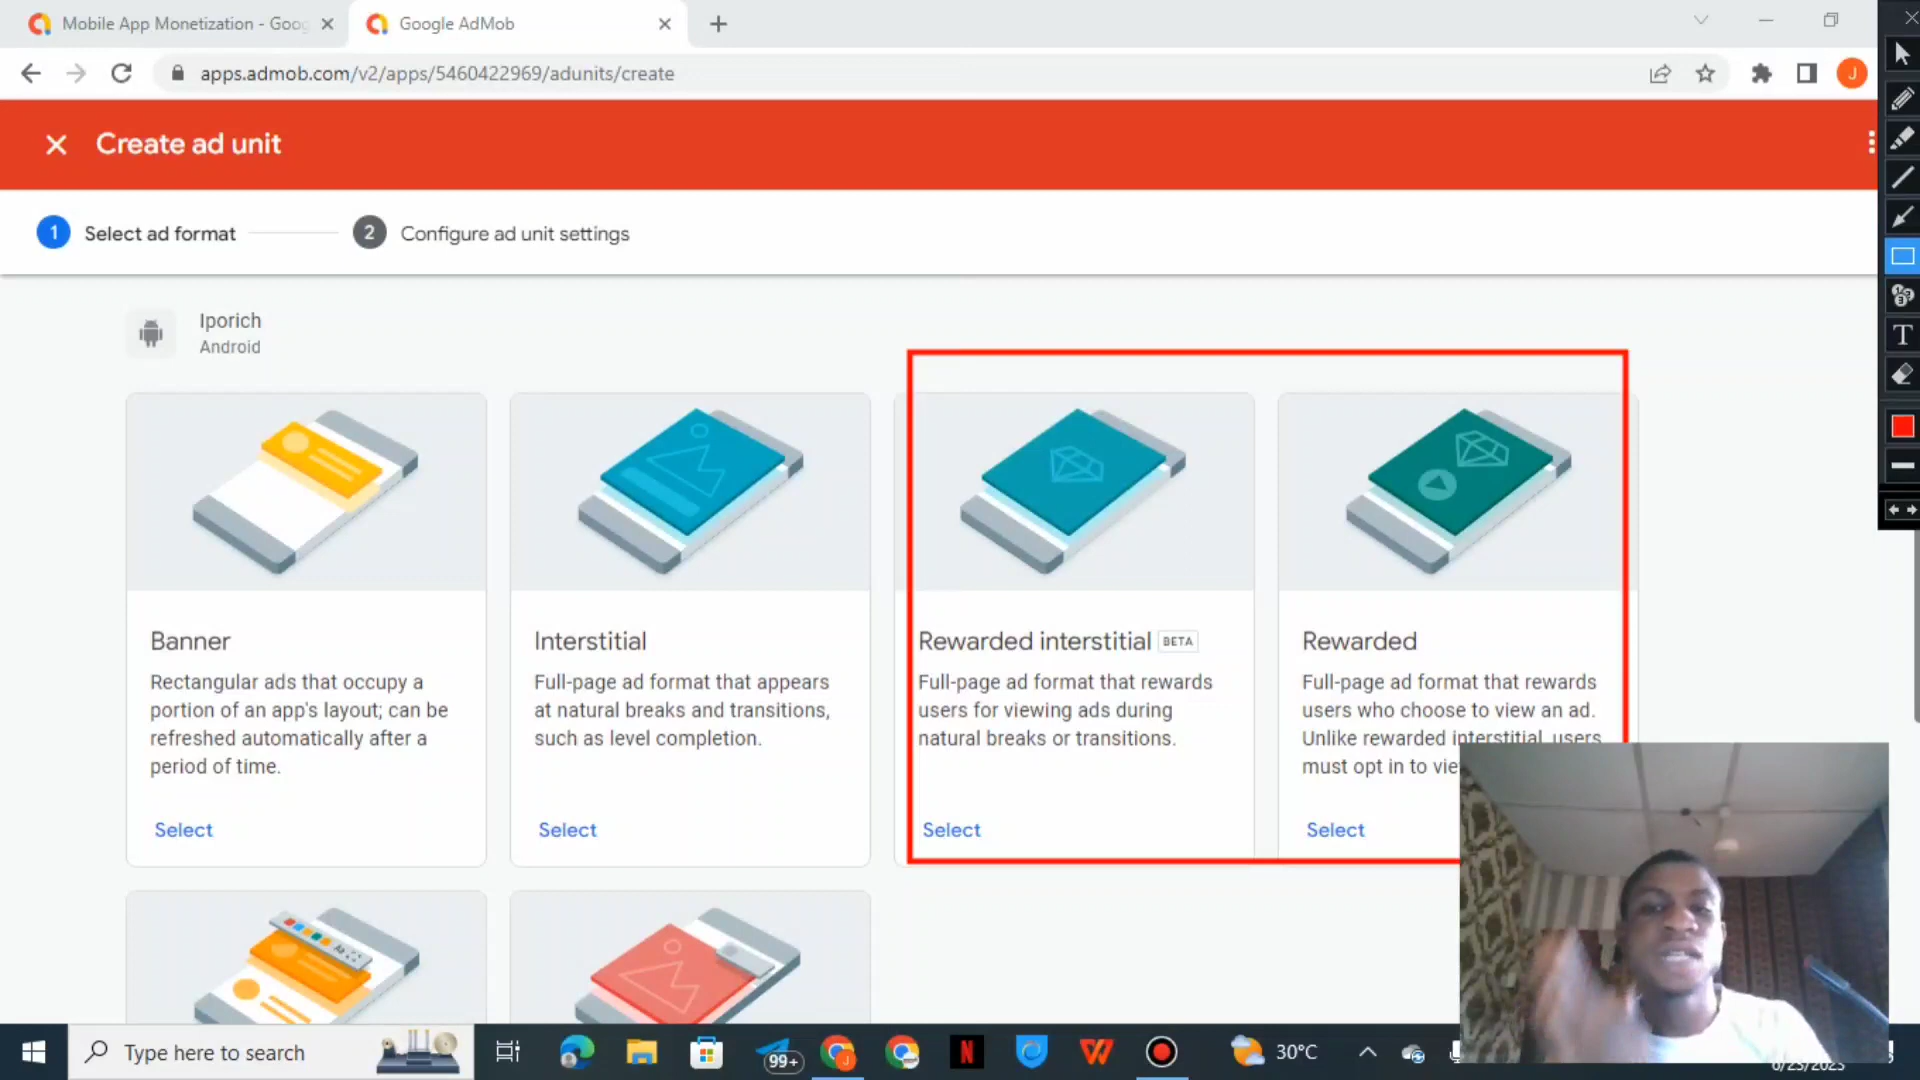 Mobile App Monetization - Goog
Google AdMob
apps.admob.com/v2/apps/5460422969/adunits/create
J
Create ad unit
1 Select ad format
2 Configure ad unit settings
Iporich
Android
Banner
Rectangular ads that occupy a
portion of an app's layout; can be
refreshed automatically after a
period of time.
Select
Interstitial
Full-page ad format that appears
at natural breaks and transitions,
such as level completion.
Select
Rewarded interstitial BETA
Full-page ad format that rewards
users for viewing ads during
natural breaks or transitions.
Select
Rewarded
Full-page ad format that rewards
users who choose to view an ad.
Unlike rewarded interstitial, users
must opt in to
Select
T
Type here to search
99+
J
N
W
30°C
6/23/2023